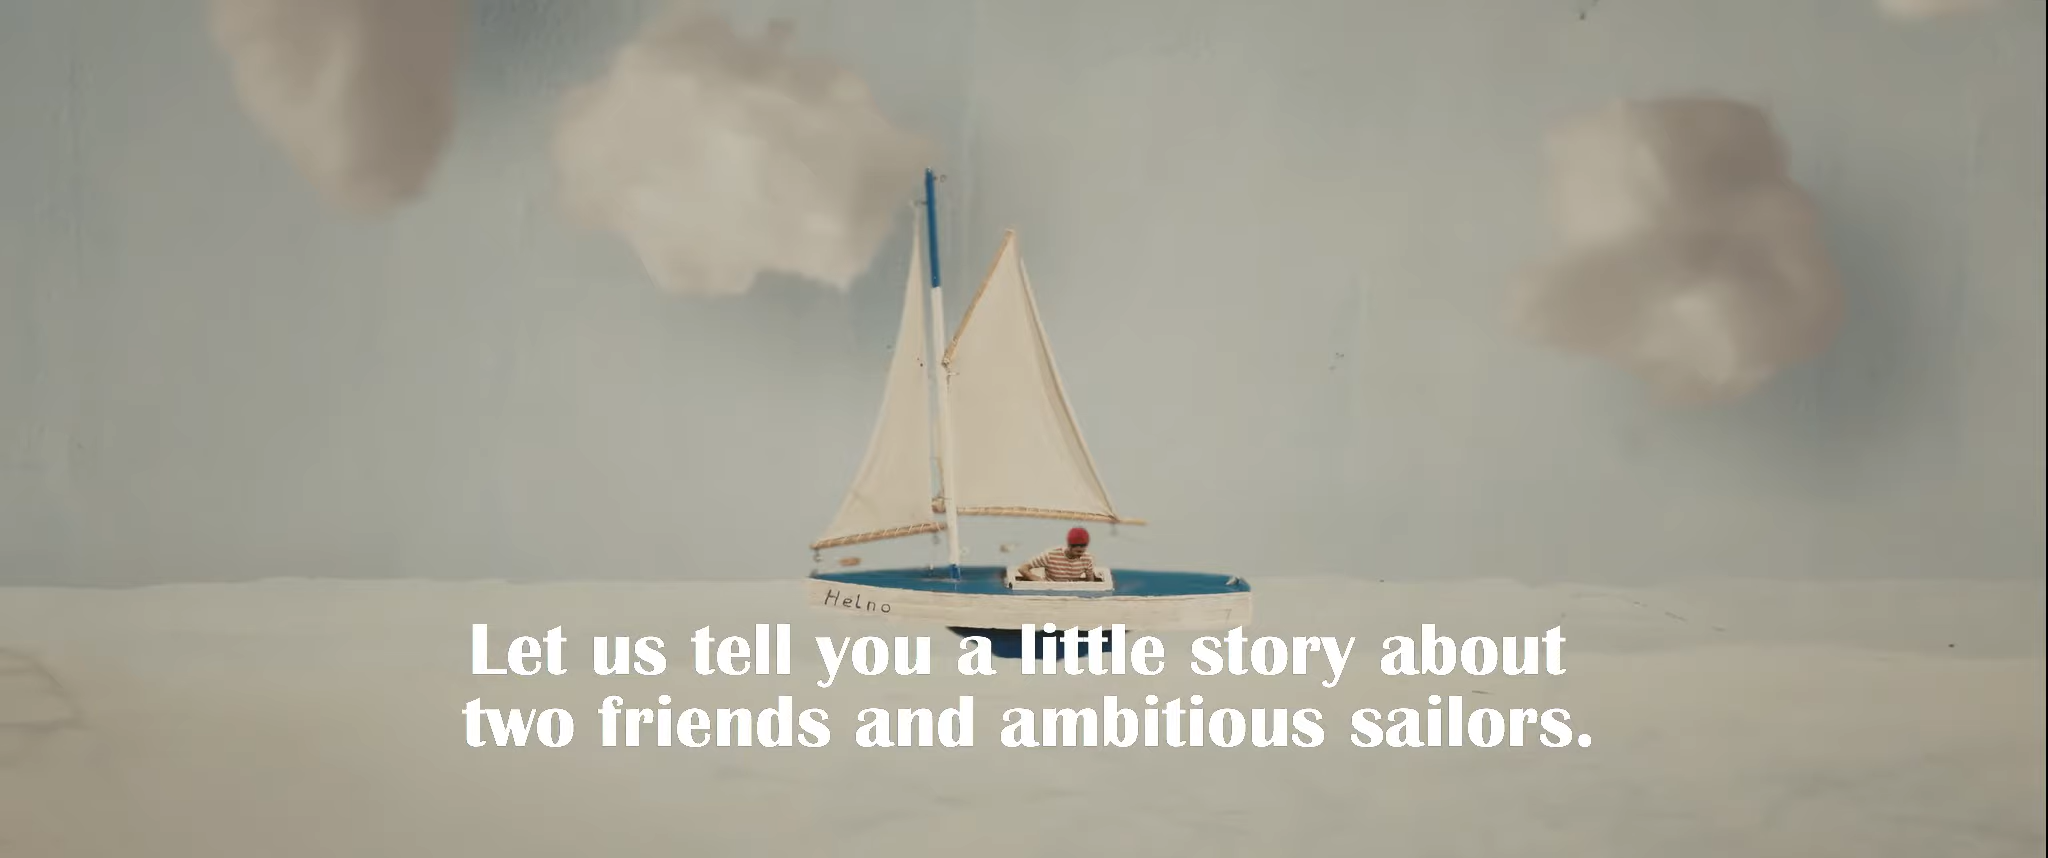 Helno
Let us tell you a little story about
two friends and ambitious sailors.